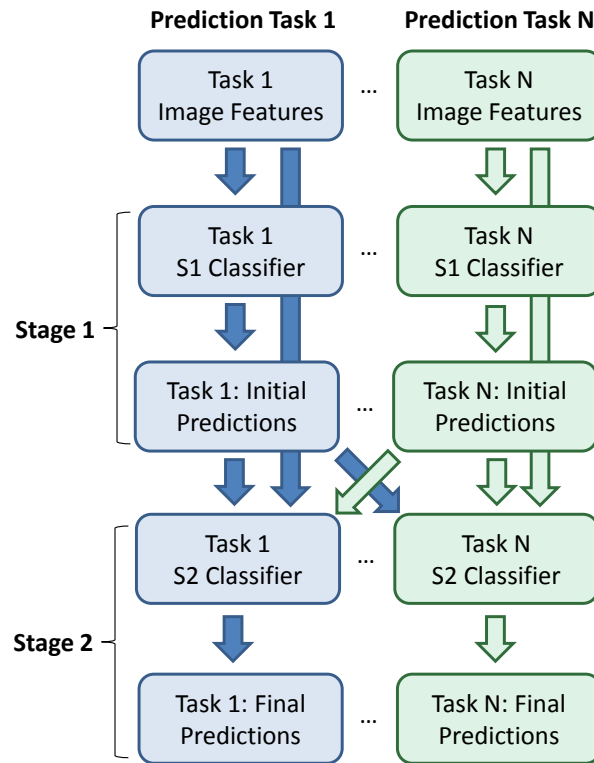 Prediction Task 1
Prediction Task N
Task 1
Image Features
...
Task N
Image Features
Task 1
S1 Classifier
...
Task N
S1 Classifier
Stage 1
Task 1: Initial
Predictions
...
Task N: Initial
Predictions
Task 1
S2 Classifier
...
Task N
S2 Classifier
Stage 2
Task 1: Final
Predictions
...
Task N: Final
Predictions